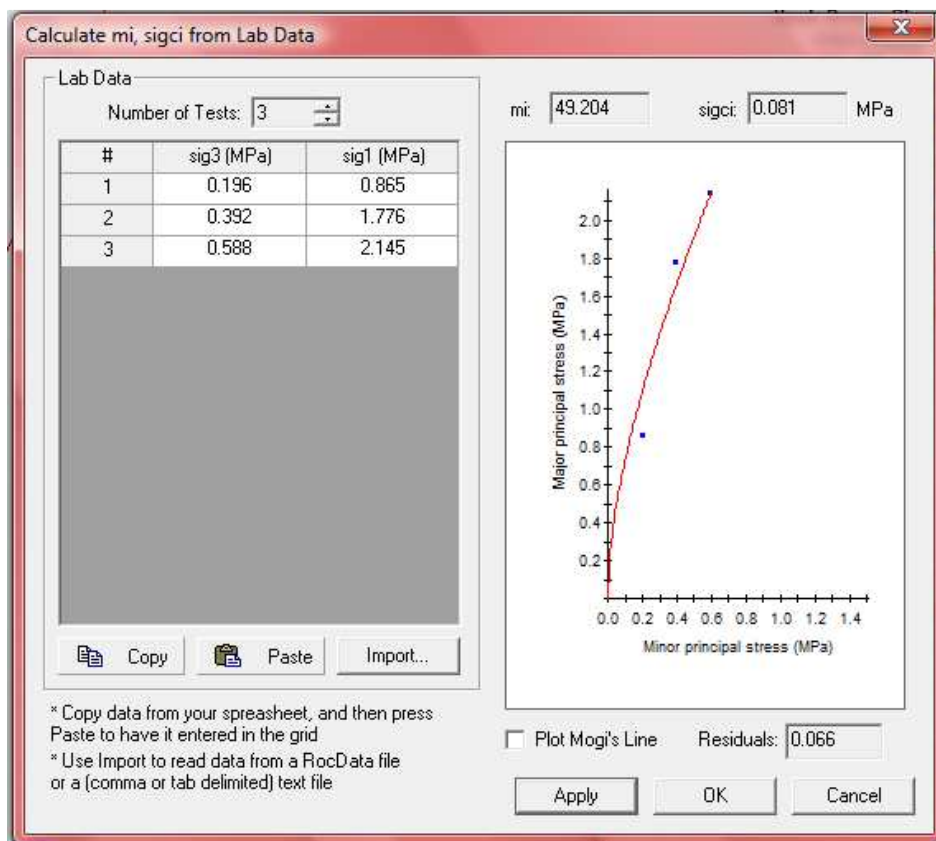 Calculate mi, sigci from Lab Data
Lab Data
Number of Tests: 3
# sig3 (MPa) sig1 (MPa)
1 0.196 0.865
2 0.392 1.776
3 0.588 2.145
Copy Paste Import...
* Copy data from your spreasheet, and then press
Paste to have it entered in the grid
* Use Import to read data from a RocData file
or a (comma or tab delimited) text file
mi: 49.204 sigci: 0.081 MPa
Major principal stress (MPa)
2.0
1.8
1.6
1.4
1.2
1.0
0.8
0.6
0.4
0.2
0.0 0.2 0.4 0.6 0.8 1.0 1.2 1.4
Minor principal stress (MPa)
Plot Mogi's Line Residuals: 0.066
Apply OK Cancel